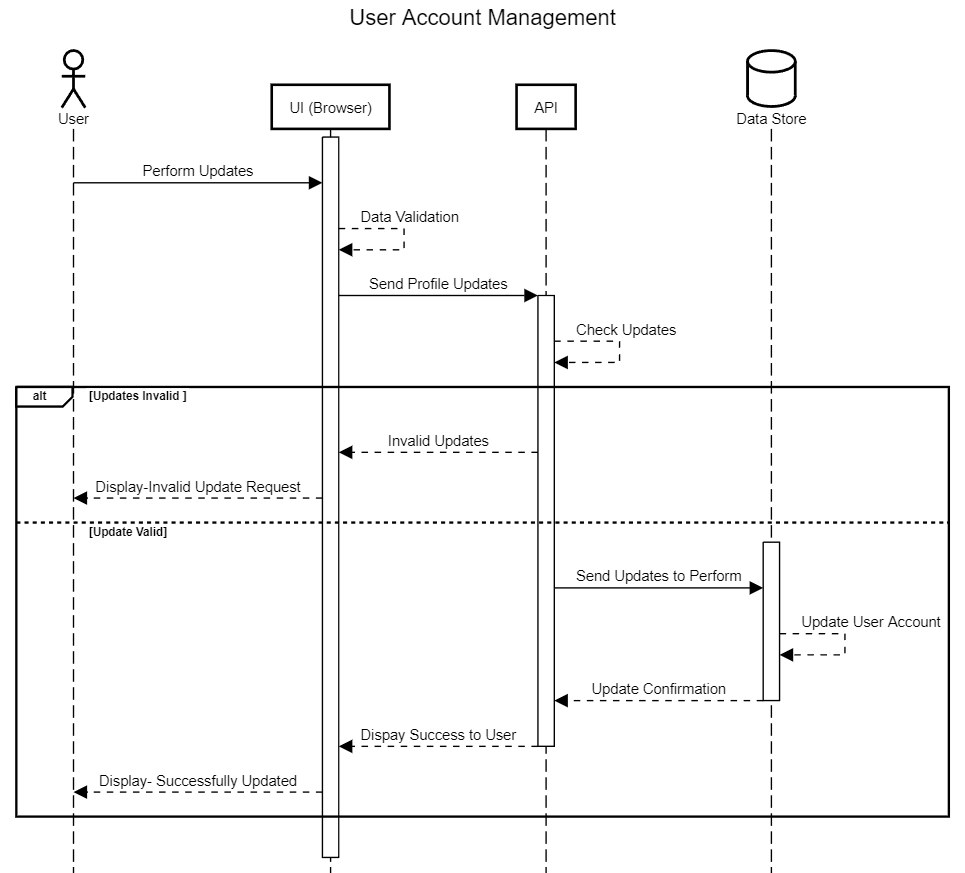 User Account Management
User
UI (Browser)
API
Data Store
Perform Updates
Data Validation
Send Profile Updates
Check Updates
alt
[Updates Invalid ]
Invalid Updates
Display-Invalid Update Request
[Update Valid]
Send Updates to Perform
Update User Account
Update Confirmation
Dispay Success to User
Display- Successfully Updated